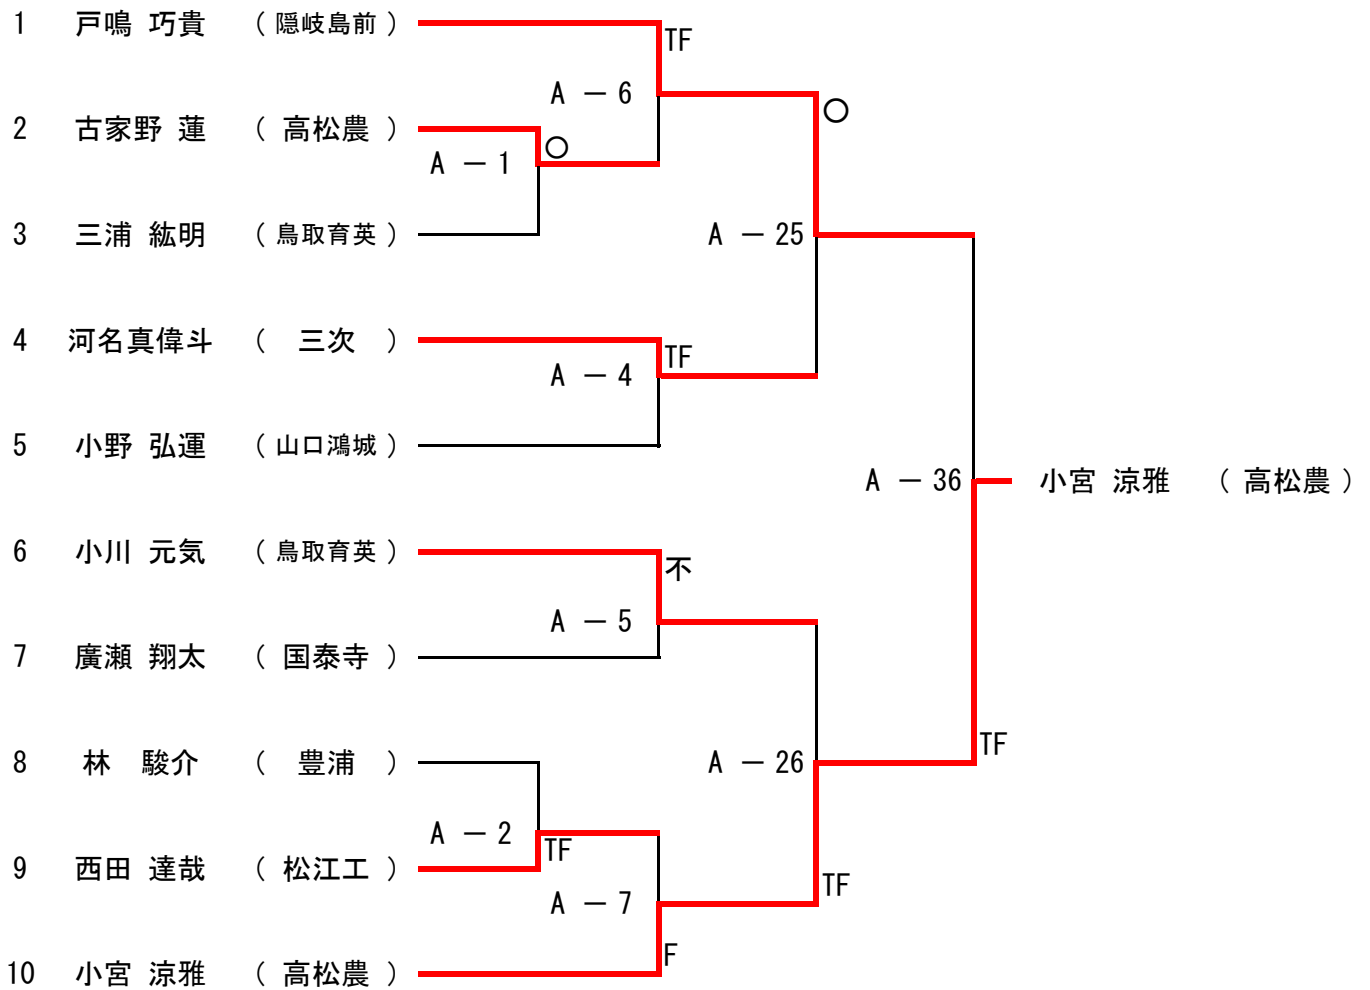 1 戸鳴 巧貴 ( 隠岐島前 )
TF
A － 6
○
2 古家野 蓮 ( 高松農 )
○
A － 1
3 三浦 紘明 ( 鳥取育英 )
A － 25
4 河名真偉斗 ( 三次 )
TF
A － 4
5 小野 弘運 ( 山口鴻城 )
A － 36 小宮 涼雅 ( 高松農 )
6 小川 元気 ( 鳥取育英 )
不
A － 5
7 廣瀬 翔太 ( 国泰寺 )
TF
8 林 駿介 ( 豊浦 )
A － 26
A － 2
TF
9 西田 達哉 ( 松江工 )
TF
A － 7
F
10 小宮 涼雅 ( 高松農 )